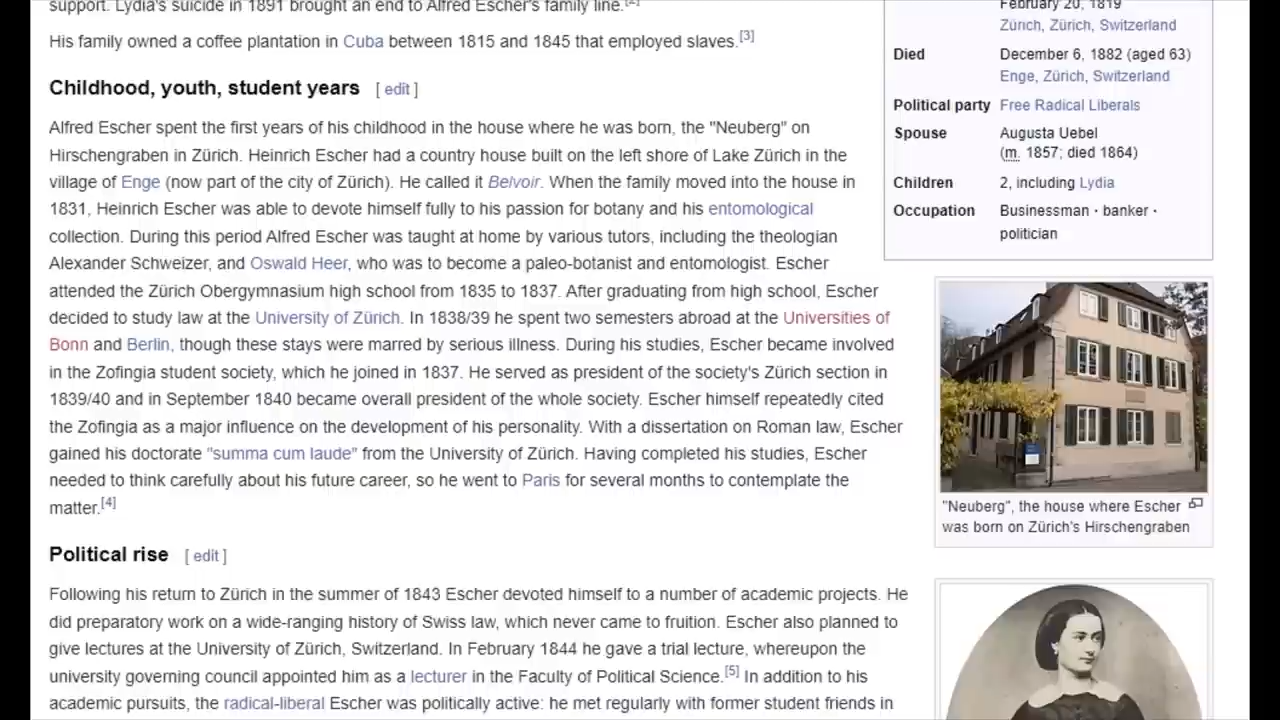 support. Lydia's suicide in 1891 brought an end to Alfred Escher's family line.[2]
His family owned a coffee plantation in Cuba between 1815 and 1845 that employed slaves.[3]
Childhood, youth, student years [ edit ]
Alfred Escher spent the first years of his childhood in the house where he was born, the "Neuberg" on
Hirschengraben in Zürich. Heinrich Escher had a country house built on the left shore of Lake Zürich in the
village of Enge (now part of the city of Zürich). He called it Belvoir. When the family moved into the house in
1831, Heinrich Escher was able to devote himself fully to his passion for botany and his entomological
collection. During this period Alfred Escher was taught at home by various tutors, including the theologian
Alexander Schweizer, and Oswald Heer, who was to become a paleo-botanist and entomologist. Escher
attended the Zürich Obergymnasium high school from 1835 to 1837. After graduating from high school, Escher
decided to study law at the University of Zürich. In 1838/39 he spent two semesters abroad at the Universities of
Bonn and Berlin, though these stays were marred by serious illness. During his studies, Escher became involved
in the Zofingia student society, which he joined in 1837. He served as president of the society's Zürich section in
1839/40 and in September 1840 became overall president of the whole society. Escher himself repeatedly cited
the Zofingia as a major influence on the development of his personality. With a dissertation on Roman law, Escher
gained his doctorate "summa cum laude" from the University of Zürich. Having completed his studies, Escher
needed to think carefully about his future career, so he went to Paris for several months to contemplate the
matter.[4]
Political rise [ edit ]
Following his return to Zürich in the summer of 1843 Escher devoted himself to a number of academic projects. He
did preparatory work on a wide-ranging history of Swiss law, which never came to fruition. Escher also planned to
give lectures at the University of Zürich, Switzerland. In February 1844 he gave a trial lecture, whereupon the
university governing council appointed him as a lecturer in the Faculty of Political Science.[5] In addition to his
academic pursuits, the radical-liberal Escher was politically active: he met regularly with former student friends in
February 20, 1819
Zürich, Zürich, Switzerland
Died December 6, 1882 (aged 63)
Enge, Zürich, Switzerland
Political party Free Radical Liberals
Spouse Augusta Uebel
(m. 1857; died 1864)
Children 2, including Lydia
Occupation Businessman · banker ·
politician
"Neuberg", the house where Escher
was born on Zürich's Hirschengraben